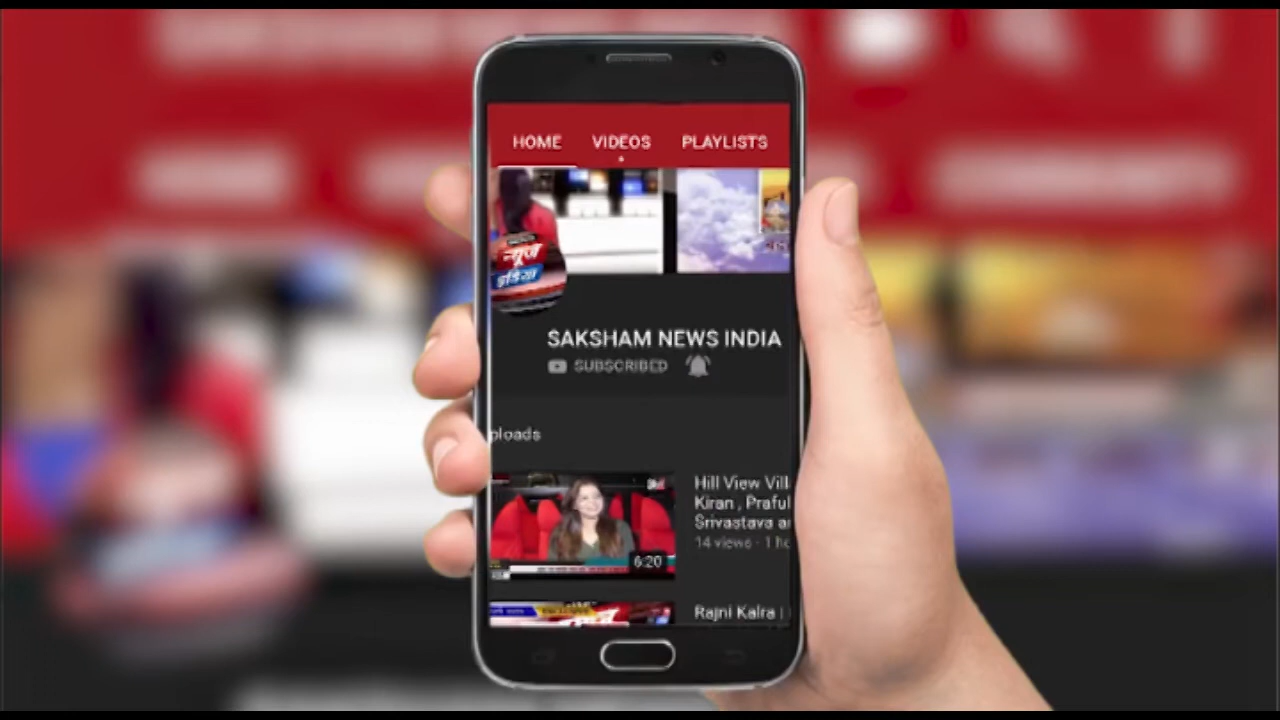 HOME VIDEOS PLAYLISTS
न्यूज़
इंडिया
SAKSHAM NEWS INDIA
SUBSCRIBED
ploads
Hill View Vill
Kiran , Praful
Srivastava a
14 views · 1 ho
6:20
Rajni Kalra |